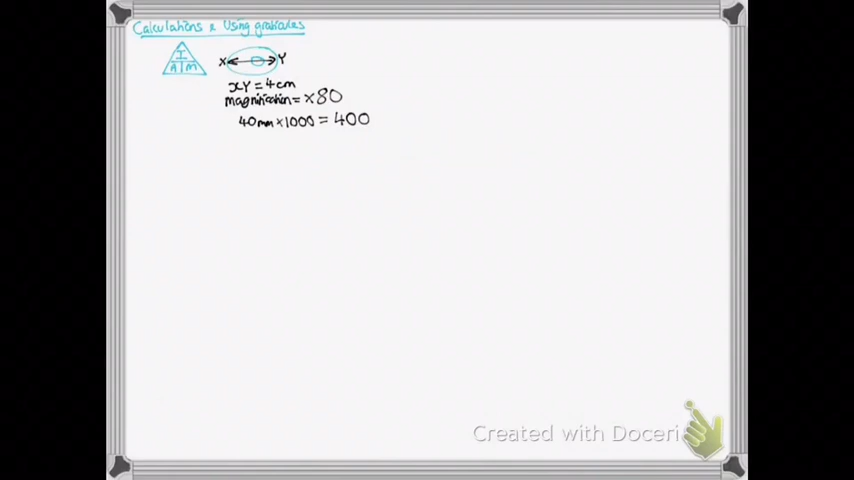 Calculations & Using graticules
I
A M
X Y
XY = 4cm
magnification = ×80
40mm × 1000 = 400
Created with Doceri